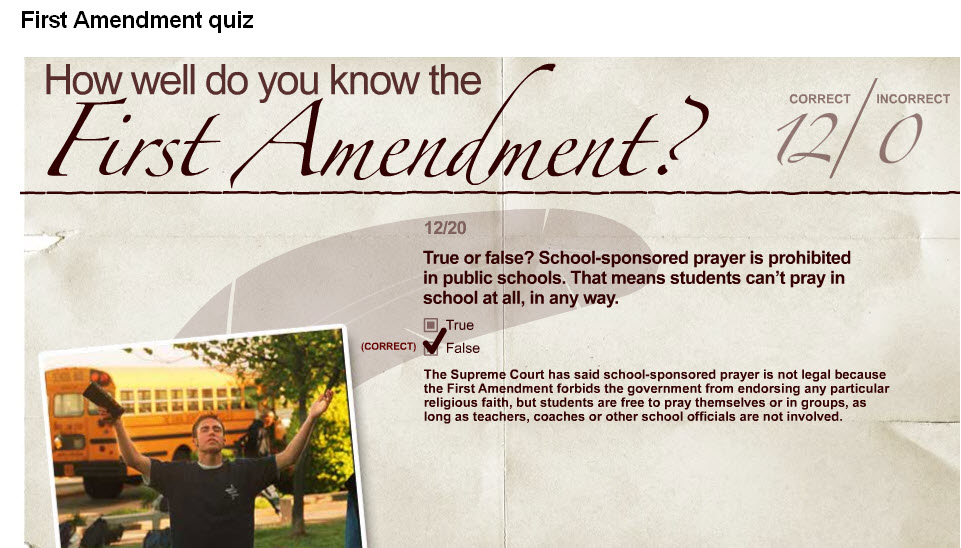 First Amendment quiz
How well do you know the
First Amendment?
CORRECT
INCORRECT
12/0
12/20
True or false? School-sponsored prayer is prohibited
in public schools. That means students can’t pray in
school at all, in any way.
True
(CORRECT) False
The Supreme Court has said school-sponsored prayer is not legal because
the First Amendment forbids the government from endorsing any particular
religious faith, but students are free to pray themselves or in groups, as
long as teachers, coaches or other school officials are not involved.